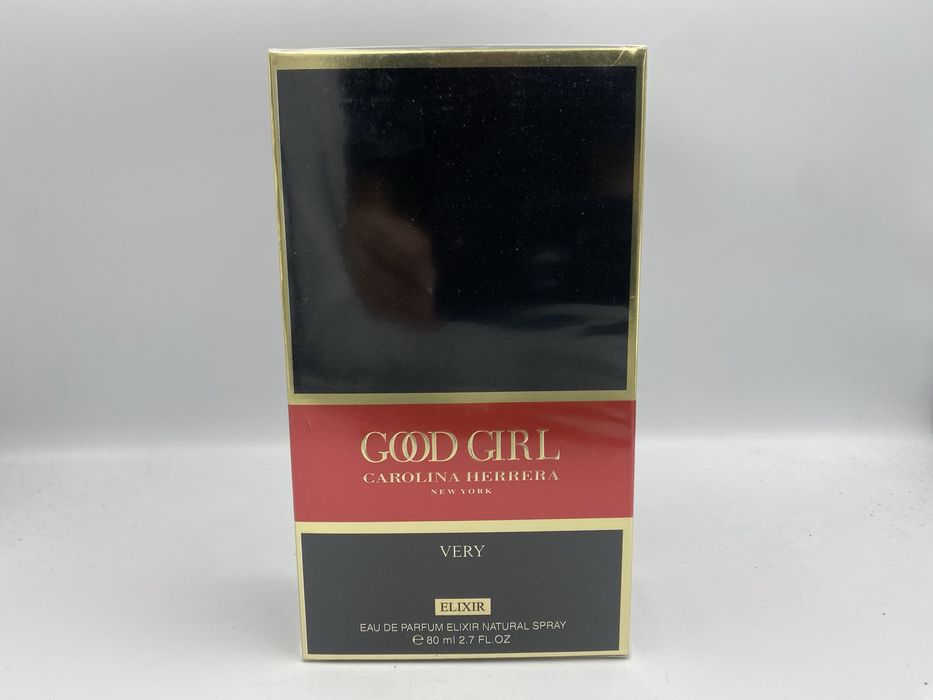 GOOD GIRL
CAROLINA HERRERA
NEW YORK
VERY
ELIXIR
EAU DE PARFUM ELIXIR NATURAL SPRAY
℮ 80 ml 2.7 FL.OZ